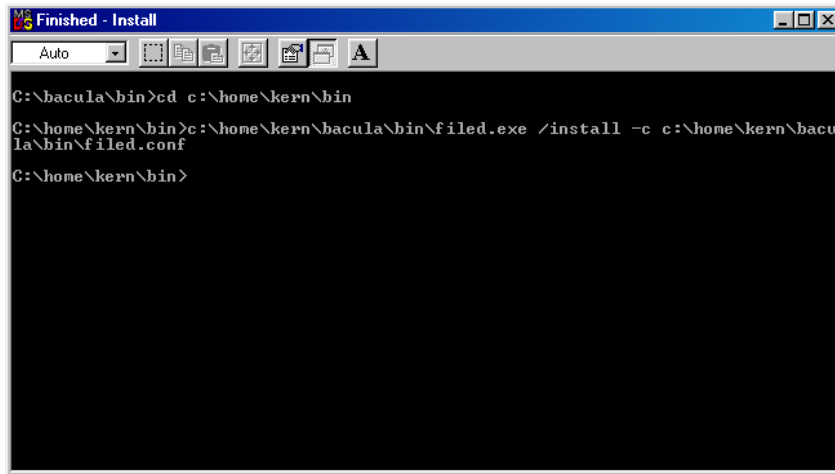 Finished - Install
Auto
A
C:\bacula\bin>cd c:\home\kern\bin
C:\home\kern\bin>c:\home\kern\bacula\bin\filed.exe /install -c c:\home\kern\bacu
la\bin\filed.conf
C:\home\kern\bin>